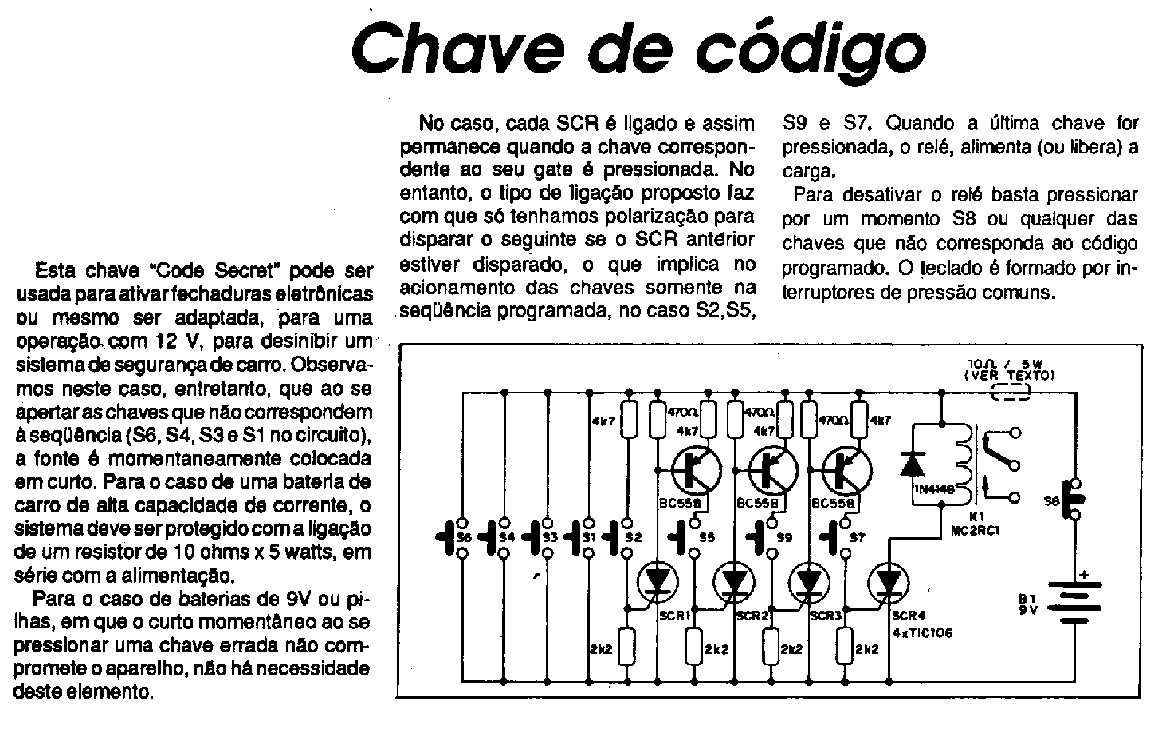 Chave de código
Esta chave "Code Secret" pode ser
usada para ativar fechaduras eletrônicas
ou mesmo ser adaptada, para uma
operação com 12 V, para desinibir um
sistema de segurança de carro. Observa-
mos neste caso, entretanto, que ao se
apertar as chaves que não correspondem
à seqüência (S6, S4, S3 e S1 no circuito),
a fonte é momentaneamente colocada
em curto. Para o caso de uma bateria de
carro de alta capacidade de corrente, o
sistema deve ser protegido com a ligação
de um resistor de 10 ohms x 5 watts, em
série com a alimentação.
Para o caso de baterias de 9V ou pi-
lhas, em que o curto momentâneo ao se
pressionar uma chave errada não com-
promete o aparelho, não há necessidade
deste elemento.
No caso, cada SCR é ligado e assim
permanece quando a chave correspon-
dente ao seu gate é pressionada. No
entanto, o tipo de ligação proposto faz
com que só tenhamos polarização para
disparar o seguinte se o SCR anterior
estiver disparado, o que implica no
acionamento das chaves somente na
seqüência programada, no caso S2,S5,
S9 e S7. Quando a última chave for
pressionada, o relé, alimenta (ou libera) a
carga.
Para desativar o relé basta pressionar
por um momento S8 ou qualquer das
chaves que não corresponda ao código
programado. O teclado é formado por in-
terruptores de pressão comuns.
10Ω / 5W
(VER TEXTO)
4k7
470Ω
4k7
470Ω
4k7
470Ω
4k7
BC558
BC558
BC558
1N4148
K1
MC2RC1
S6
S4
S3
S1
S2
S5
S9
S7
S8
SCR1
SCR2
SCR3
SCR4
4xTIC106
2k2
2k2
2k2
2k2
+
B1
9V